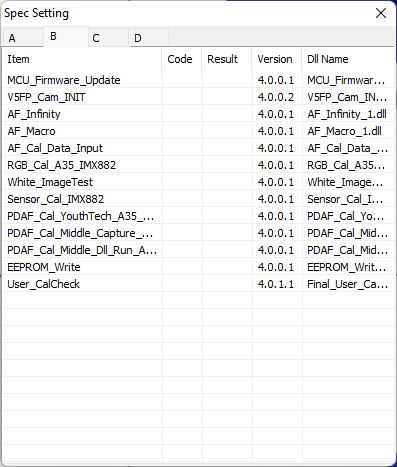 Spec Setting
A B C D
Item Code Result Version Dll Name
MCU_Firmware_Update 4.0.0.1 MCU_Firmwar...
V5FP_Cam_INIT 4.0.0.2 V5FP_Cam_IN...
AF_Infinity 4.0.0.1 AF_Infinity_1.dll
AF_Macro 4.0.0.1 AF_Macro_1.dll
AF_Cal_Data_Input 4.0.0.1 AF_Cal_Data_...
RGB_Cal_A35_IMX882 4.0.0.1 RGB_Cal_A35...
White_ImageTest 4.0.0.1 White_Image...
Sensor_Cal_IMX882 4.0.0.1 Sensor_Cal_I...
PDAF_Cal_YouthTech_A35_... 4.0.0.1 PDAF_Cal_Yo...
PDAF_Cal_Middle_Capture_... 4.0.0.1 PDAF_Cal_Mid...
PDAF_Cal_Middle_Dll_Run_A... 4.0.0.1 PDAF_Cal_Mid...
EEPROM_Write 4.0.0.1 EEPROM_Writ...
User_CalCheck 4.0.1.1 Final_User_Ca...